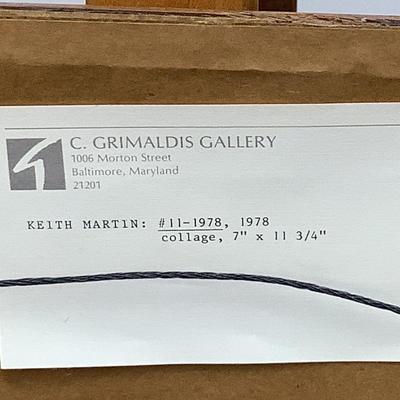 C. GRIMALDIS GALLERY
1006 Morton Street
Baltimore, Maryland
21201
KEITH MARTIN: #11-1978, 1978
collage, 7" x 11 3/4"